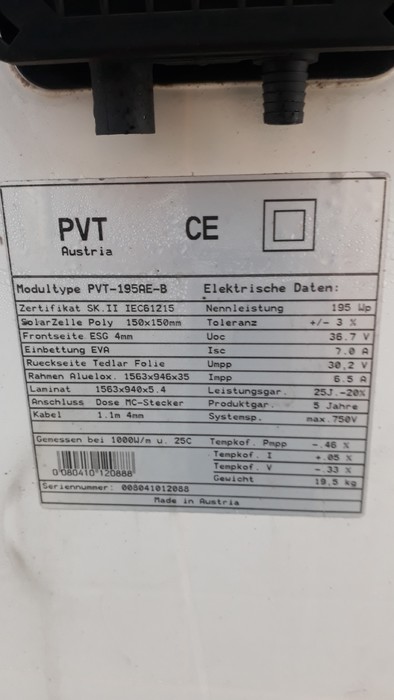 PVT CE
Austria
Modultype PVT-195AE-B Elektrische Daten:
Zertifikat SK.II IEC61215 Nennleistung 195 Wp
SolarZelle Poly 150x150mm Toleranz +/- 3 %
Frontseite ESG 4mm Uoc 36.7 V
Einbettung EVA Isc 7.0 A
Rueckseite Tedlar Folie Umpp 30.2 V
Rahmen Aluelox. 1563x946x35 Impp 6.5 A
Laminat 1563x940x5.4 Leistungsgar. 25J.-20%
Anschluss Dose MC-Stecker Produktgar. 5 Jahre
Kabel 1.1m 4mm Systemsp. max.750V
Gemessen bei 1000W/m u. 25C Tempkof. Pmpp -.46 %
Tempkof. I +.05 %
Tempkof. V -.33 %
0080410120888 Gewicht 19.5 kg
Seriennummer: 008041012088
Made in Austria